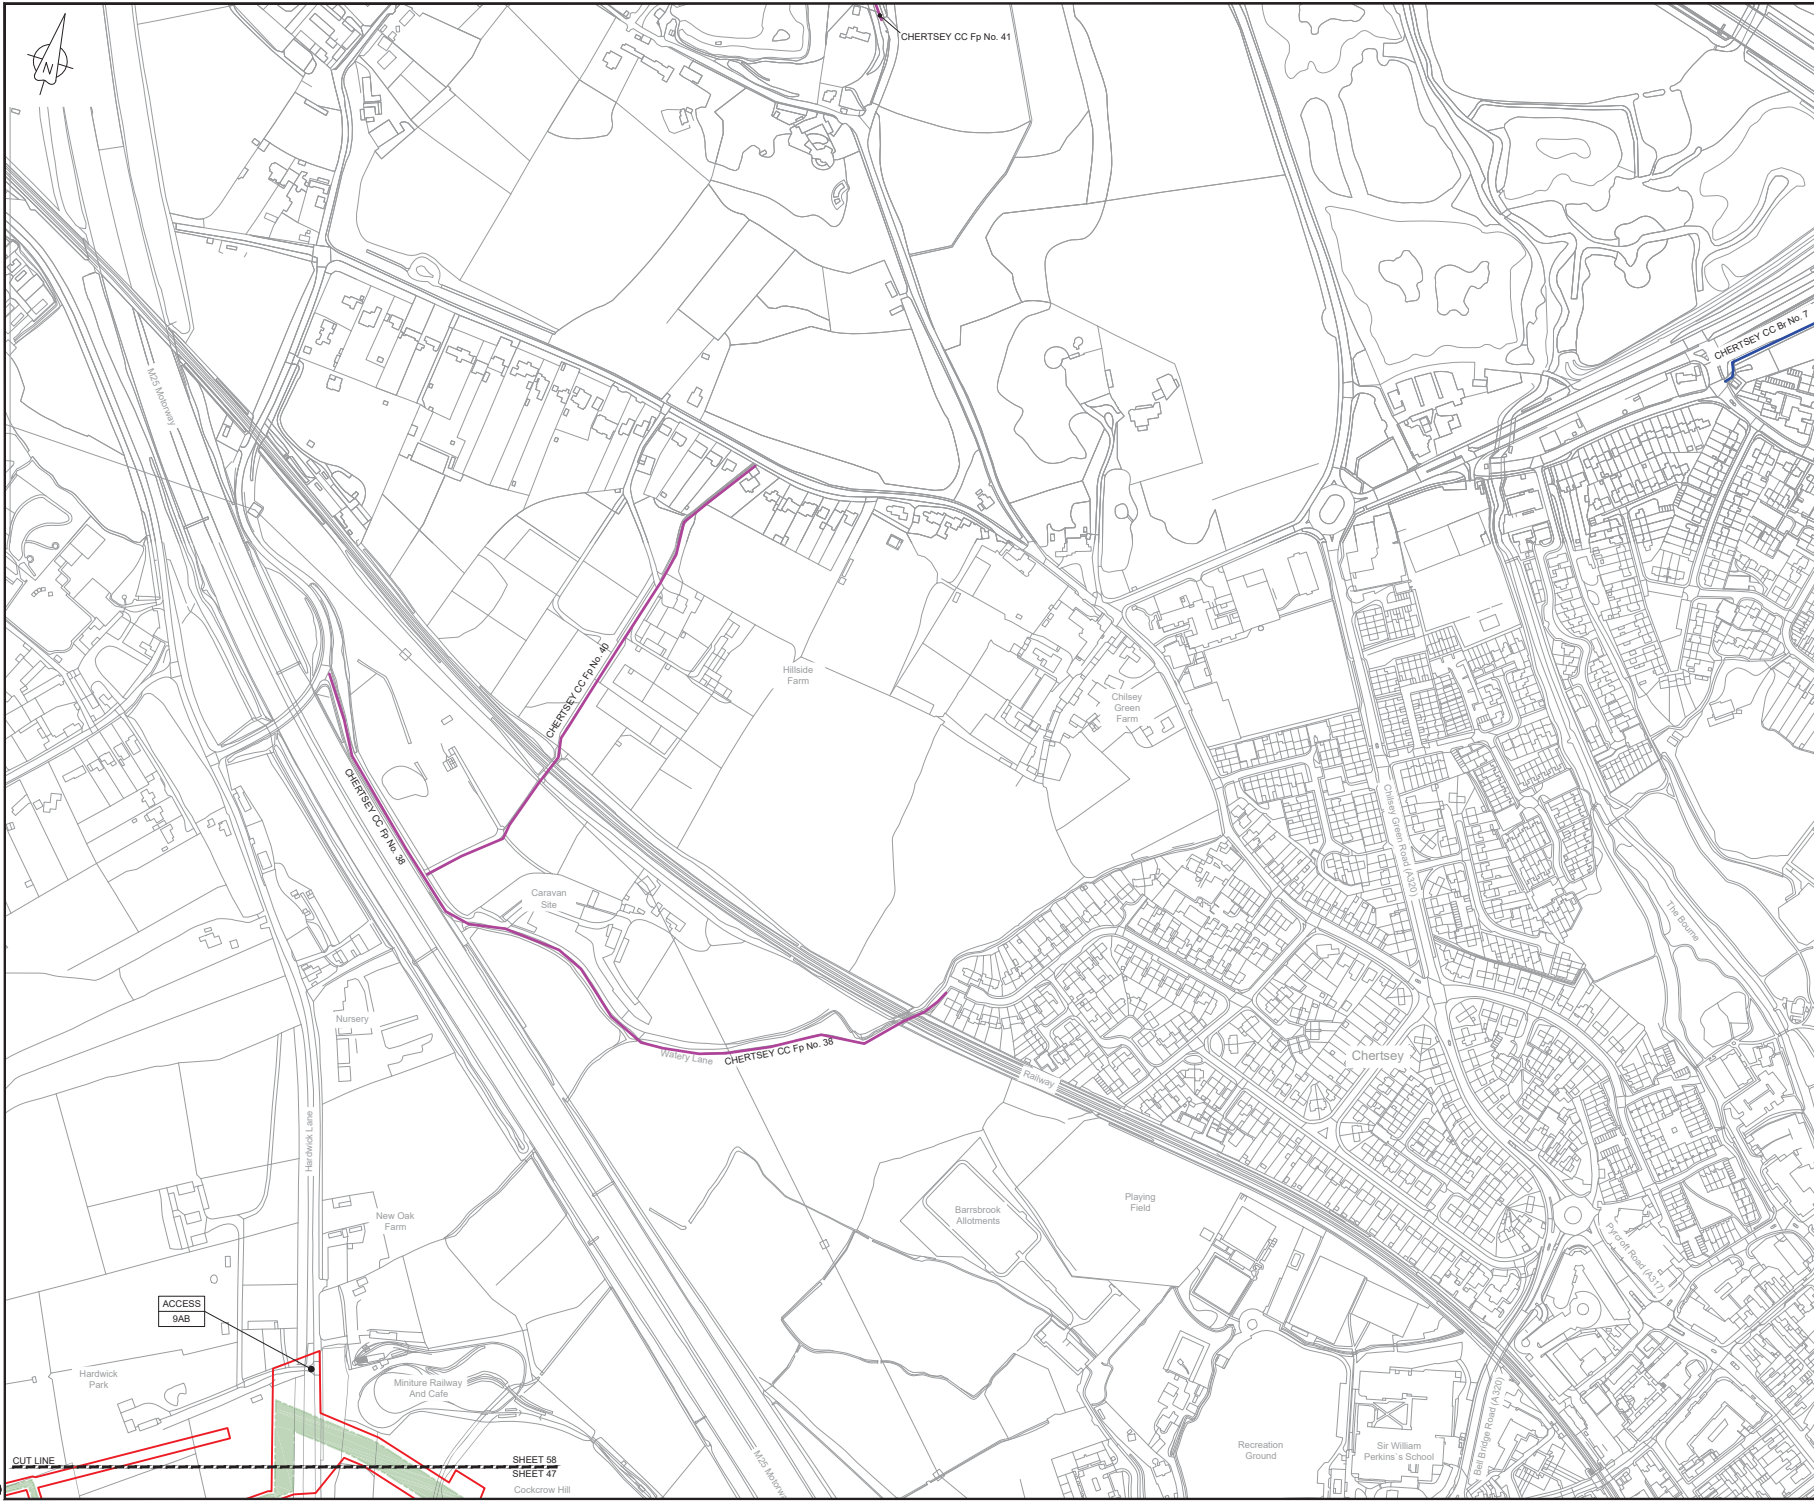 N
CHERTSEY CC Fp No. 41
CHERTSEY CC Br No. 7
M25 Motorway
CHERTSEY CC Fp No. 40
Hillside
Farm
Chilsey
Green
Farm
CHERTSEY CC Fp No. 38
Chilsey Green Road (A320)
Caravan
Site
The Bourne
Nursery
Watery Lane
CHERTSEY CC Fp No. 38
Chertsey
Railway
Hardwick Lane
New Oak
Farm
Barrsbrook
Allotments
Playing
Field
Pyrcroft Road (A317)
ACCESS
9AB
Hardwick
Park
Miniture Railway
And Cafe
Bell Bridge Road (A320)
Recreation
Ground
Sir William
Perkins's School
M25 Motorway
CUT LINE
SHEET 58
SHEET 47
Cockcrow Hill